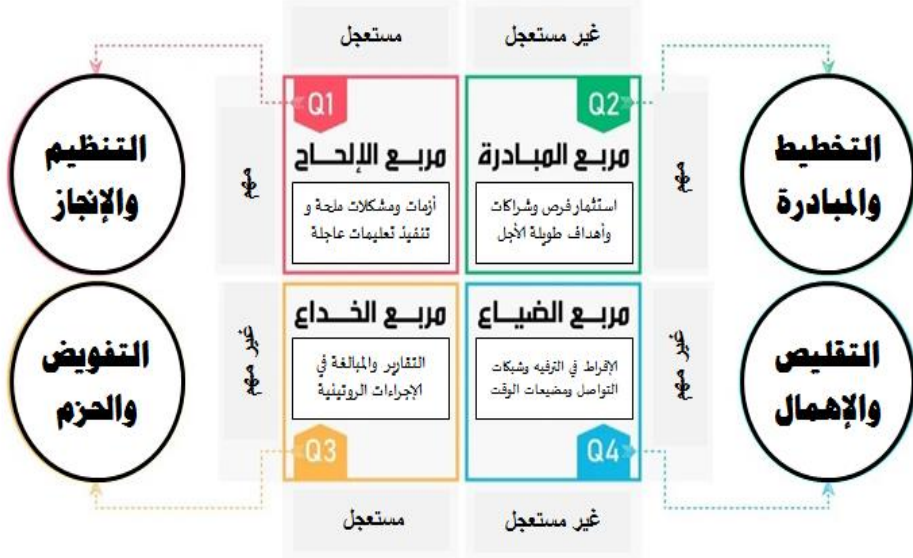 مستعجل
غير مستعجل
Q1
Q2
مربع الإلحاح
مربع المبادرة
أزمات ومشكلات ملحة و
تنفيذ تعليمات عاجلة
استثمار فرص وشراكات
وأهداف طويلة الأجل
مهم
مهم
التنظيم
والإنجاز
التخطيط
والمبادرة
مربع الخداع
مربع الضياع
التقارير والمبالغة في
الإجراءات الروتينية
الإفراط في الترفيه وشبكات
التواصل ومضيعات الوقت
غير مهم
غير مهم
التفويض
والحزم
التقليص
والإهمال
Q3
Q4
مستعجل
غير مستعجل